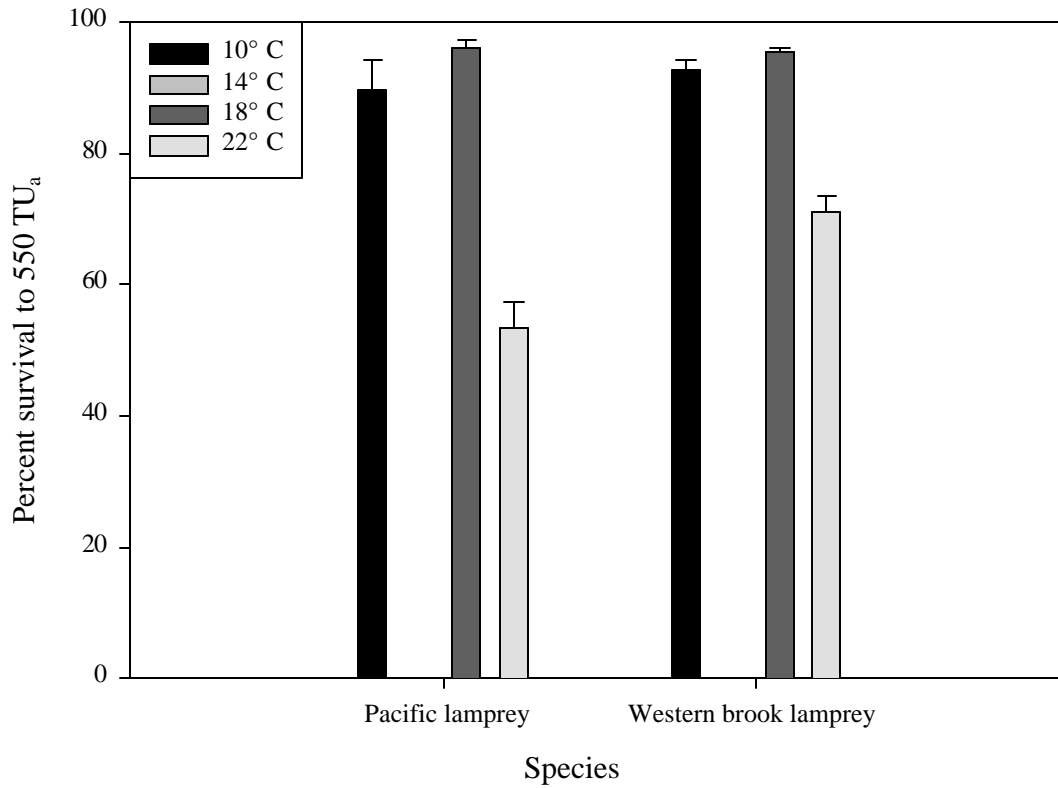 100
80
60
40
20
0
Percent survival to 550 TUa
10° C
14° C
18° C
22° C
Pacific lamprey
Western brook lamprey
Species